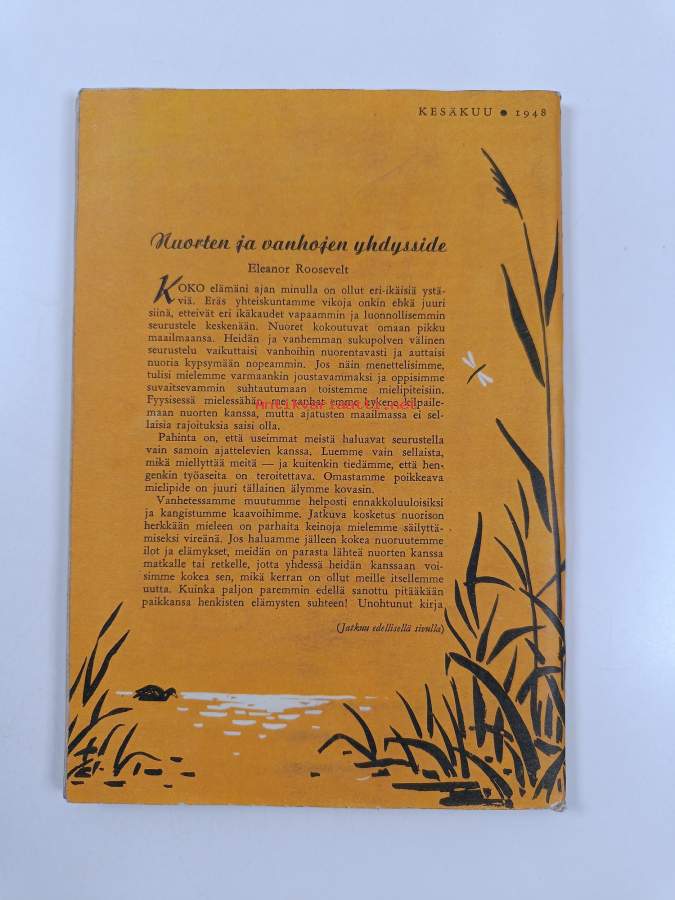 KESÄKUU ● 1948
Nuorten ja vanhojen yhdysside
Eleanor Roosevelt
KOKO elämäni ajan minulla on ollut eri-ikäisiä ystä-
viä. Eräs yhteiskuntamme vikoja onkin ehkä juuri
siinä, etteivät eri ikäkaudet vapaammin ja luonnollisemmin
seurustele keskenään. Nuoret kokoutuvat omaan pikku
maailmaansa. Heidän ja vanhemman sukupolven välinen
seurustelu vaikuttaisi vanhoihin nuorentavasti ja auttaisi
nuoria kypsymään nopeammin. Jos näin menettelisimme,
tulisi mielemme varmaankin joustavammaksi ja oppisimme
suvaitsevammin suhtautumaan toistemme mielipiteisiin.
Fyysisessä mielessähän me vanhat emme kykene kilpaile-
Antikvariaatti.net
maan nuorten kanssa, mutta ajatusten maailmassa ei sel-
laisia rajoituksia saisi olla.
Pahinta on, että useimmat meistä haluavat seurustella
vain samoin ajattelevien kanssa. Luemme vain sellaista,
mikä miellyttää meitä — ja kuitenkin tiedämme, että hen-
genkin työaseita on teroitettava. Omastamme poikkeava
mielipide on juuri tällainen älymme kovasin.
Vanhetessamme muutumme helposti ennakkoluuloisiksi
ja kangistumme kaavoihimme. Jatkuva kosketus nuorison
herkkään mieleen on parhaita keinoja mielemme säilyttä-
miseksi vireänä. Jos haluamme jälleen kokea nuoruutemme
ilot ja elämykset, meidän on parasta lähteä nuorten kanssa
matkalle tai retkelle, jotta yhdessä heidän kanssaan voi-
simme kokea sen, mikä kerran on ollut meille itsellemme
uutta. Kuinka paljon paremmin edellä sanottu pitääkään
paikkansa henkisten elämysten suhteen! Unohtunut kirja
(Jatkuu edellisellä sivulla)